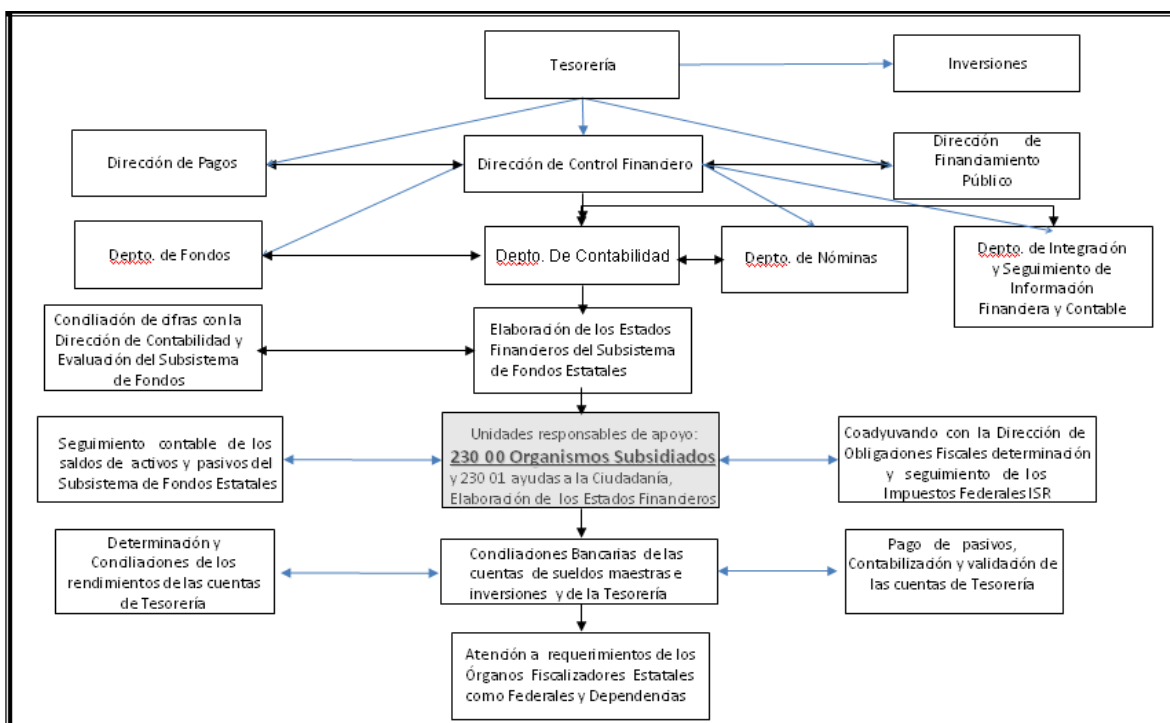 Tesorería
Inversiones
Dirección de Pagos
Dirección de Control Financiero
Dirección de
Financiamiento
Público
Depto. de Fondos
Depto. De Contabilidad
Depto. de Nóminas
Depto. de Integración
y Seguimiento de
Información
Financiera y Contable
Conciliación de cifras con la
Dirección de Contabilidad y
Evaluación del Subsistema
de Fondos
Elaboración de los Estados
Financieros del Subsistema
de Fondos Estatales
Seguimiento contable de los
saldos de activos y pasivos del
Subsistema de Fondos Estatales
Unidades responsables de apoyo:
230 00 Organismos Subsidiados
y 230 01 ayudas a la Ciudadanía,
Elaboración de los Estados Financieros
Coadyuvando con la Dirección de
Obligaciones Fiscales determinación
y seguimiento de los
Impuestos Federales ISR
Determinación y
Conciliaciones de los
rendimientos de las cuentas
de Tesorería
Conciliaciones Bancarias de las
cuentas de sueldos maestras e
inversiones y de la Tesorería
Pago de pasivos,
Contabilización y validación de
las cuentas de Tesorería
Atención a requerimientos de los
Órganos Fiscalizadores Estatales
como Federales y Dependencias